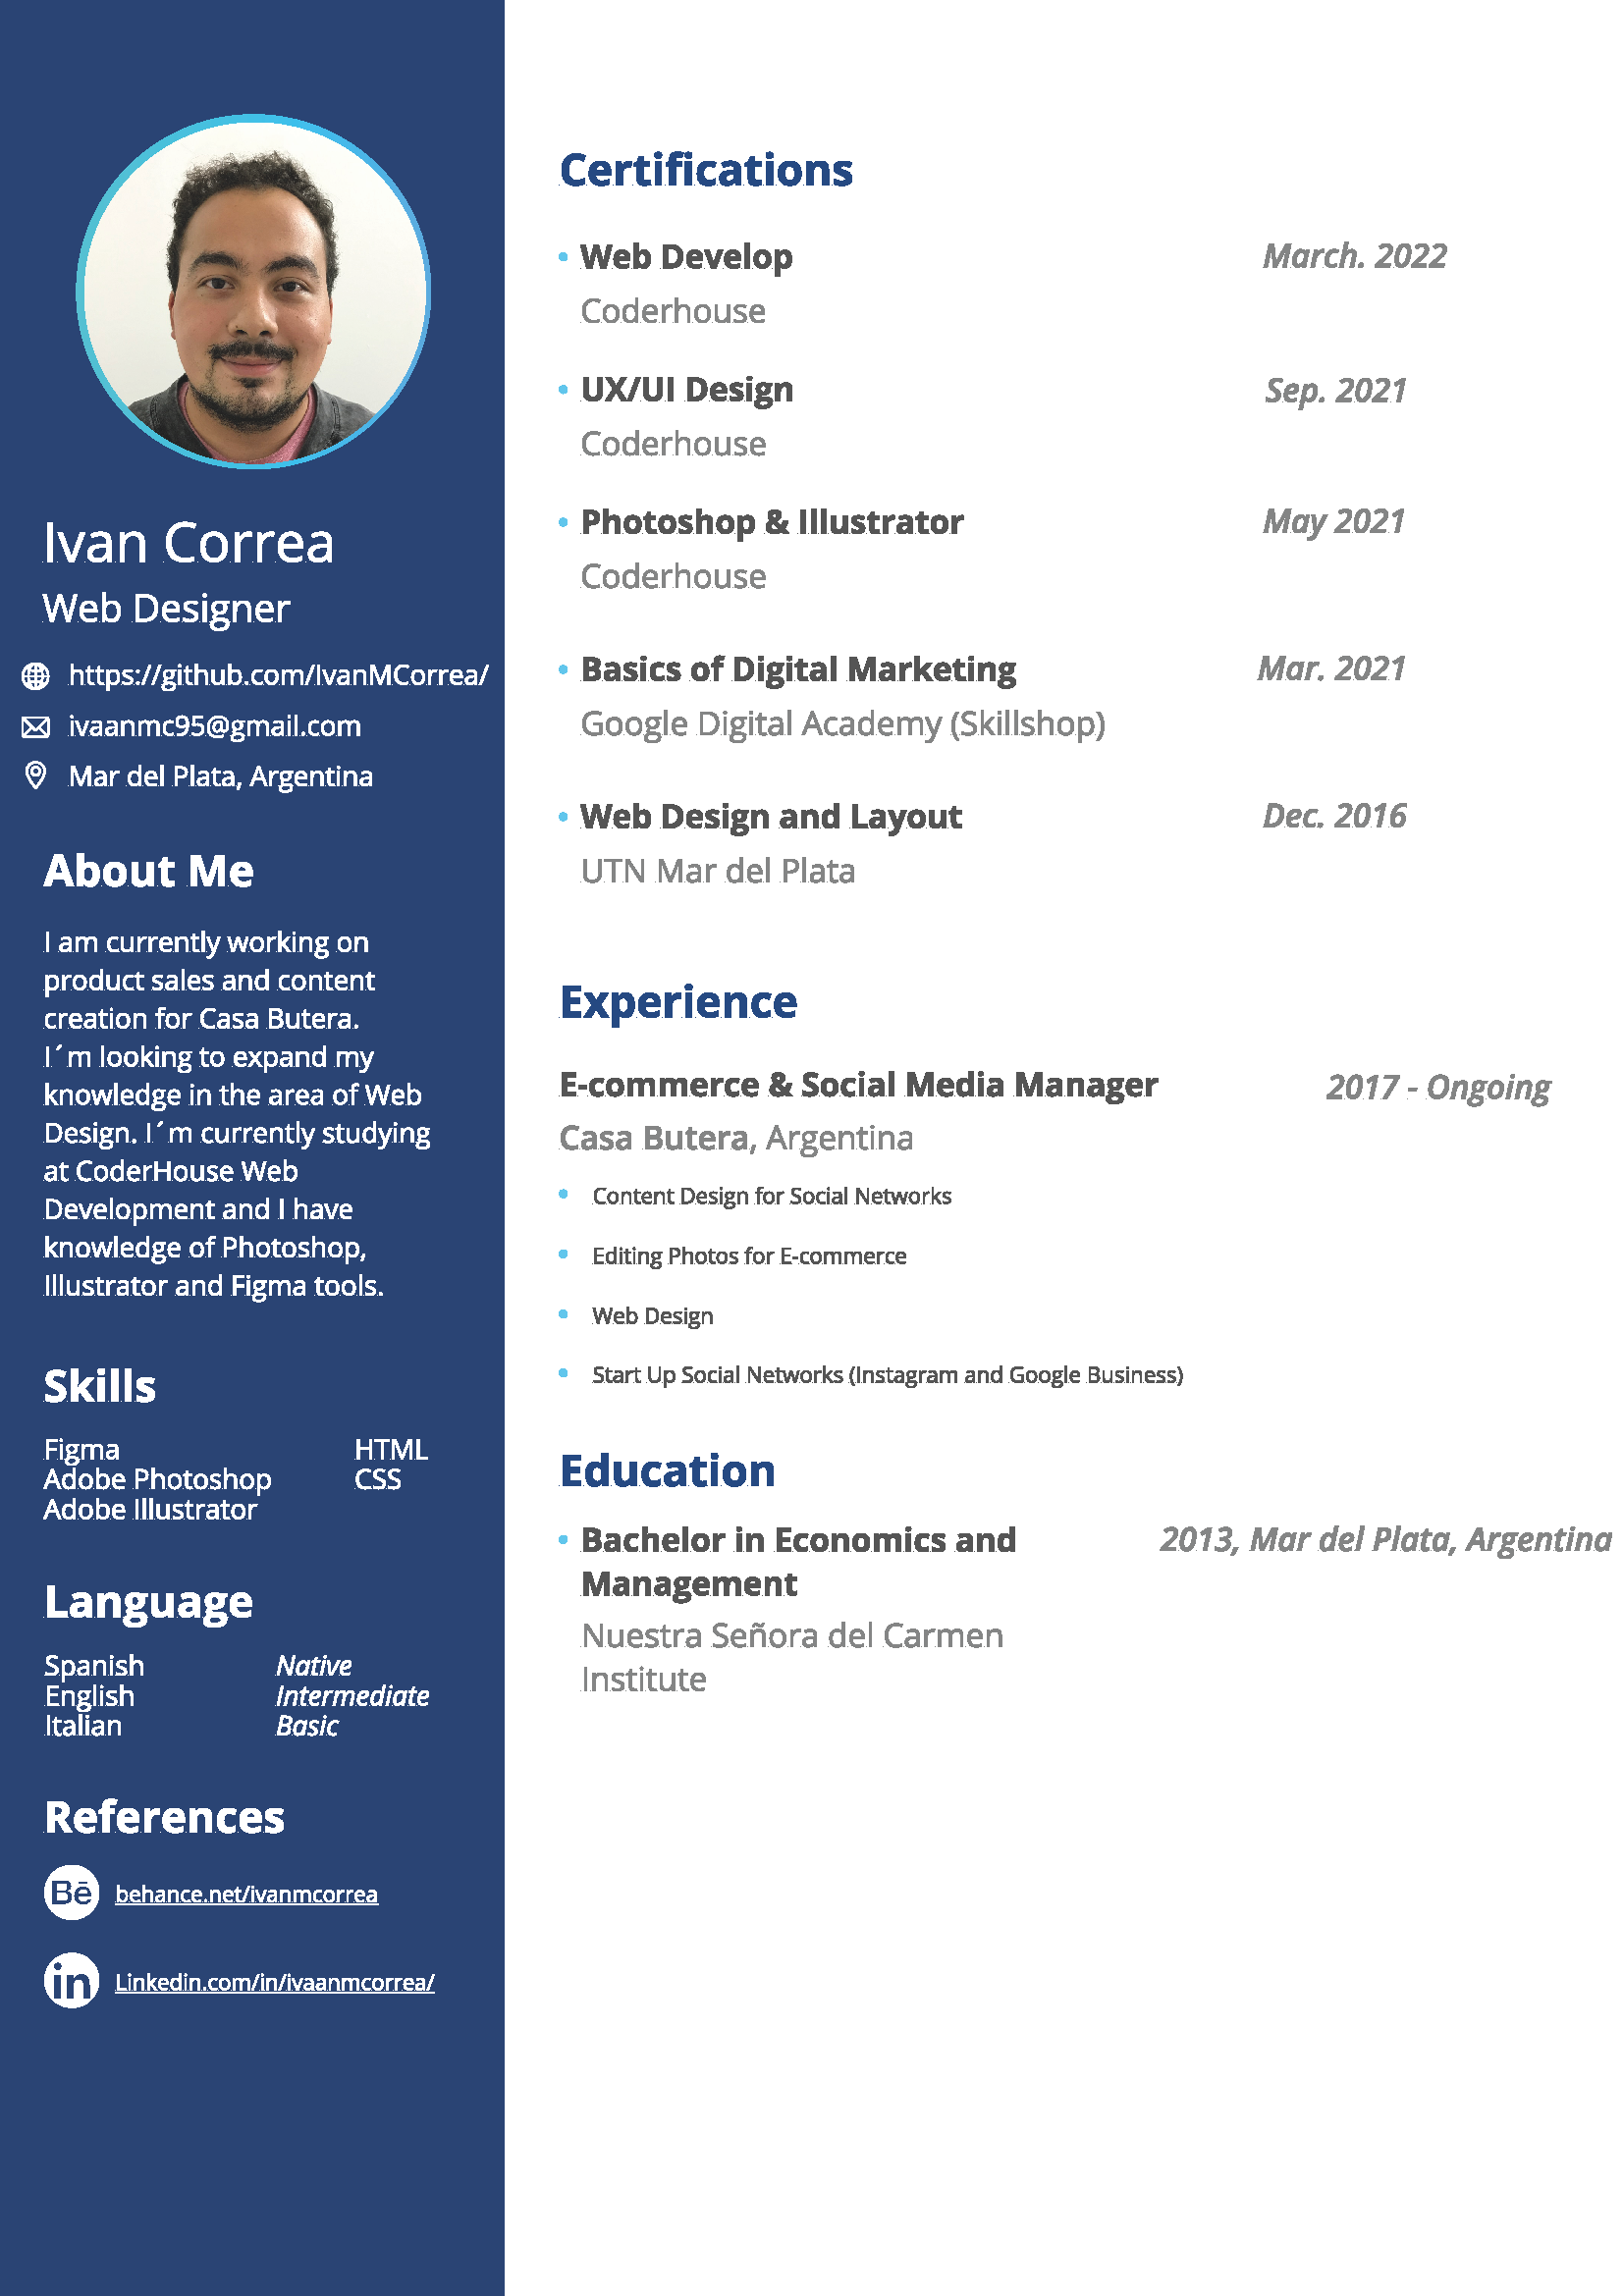 Ivan Correa
Web Designer
https://github.com/IvanMCorrea/
ivaanmc95@gmail.com
Mar del Plata, Argentina
About Me
I am currently working on
product sales and content
creation for Casa Butera.
I´m looking to expand my
knowledge in the area of Web
Design. I´m currently studying
at CoderHouse Web
Development and I have
knowledge of Photoshop,
Illustrator and Figma tools.
Skills
Figma HTML
Adobe Photoshop CSS
Adobe Illustrator
Language
Spanish Native
English Intermediate
Italian Basic
References
Bē behance.net/ivanmcorrea
in Linkedin.com/in/ivaanmcorrea/
Certifications
• Web Develop March. 2022
Coderhouse
• UX/UI Design Sep. 2021
Coderhouse
• Photoshop & Illustrator May 2021
Coderhouse
• Basics of Digital Marketing Mar. 2021
Google Digital Academy (Skillshop)
• Web Design and Layout Dec. 2016
UTN Mar del Plata
Experience
E-commerce & Social Media Manager 2017 - Ongoing
Casa Butera, Argentina
• Content Design for Social Networks
• Editing Photos for E-commerce
• Web Design
• Start Up Social Networks (Instagram and Google Business)
Education
• Bachelor in Economics and 2013, Mar del Plata, Argentina
Management
Nuestra Señora del Carmen
Institute